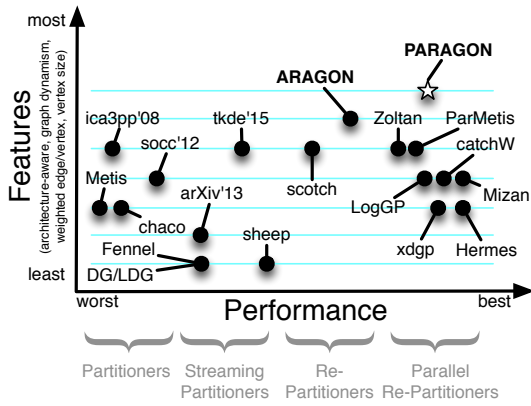 most
Features
(architecture-aware, graph dynamism,
weighted edge/vertex, vertex size)
least
PARAGON
ARAGON
ica3pp'08
tkde'15
Zoltan
ParMetis
socc'12
catchW
scotch
Metis
arXiv'13
LogGP
Mizan
chaco
Fennel
sheep
xdgp
Hermes
DG/LDG
worst
Performance
best
Partitioners
Streaming
Partitioners
Re-
Partitioners
Parallel
Re-Partitioners